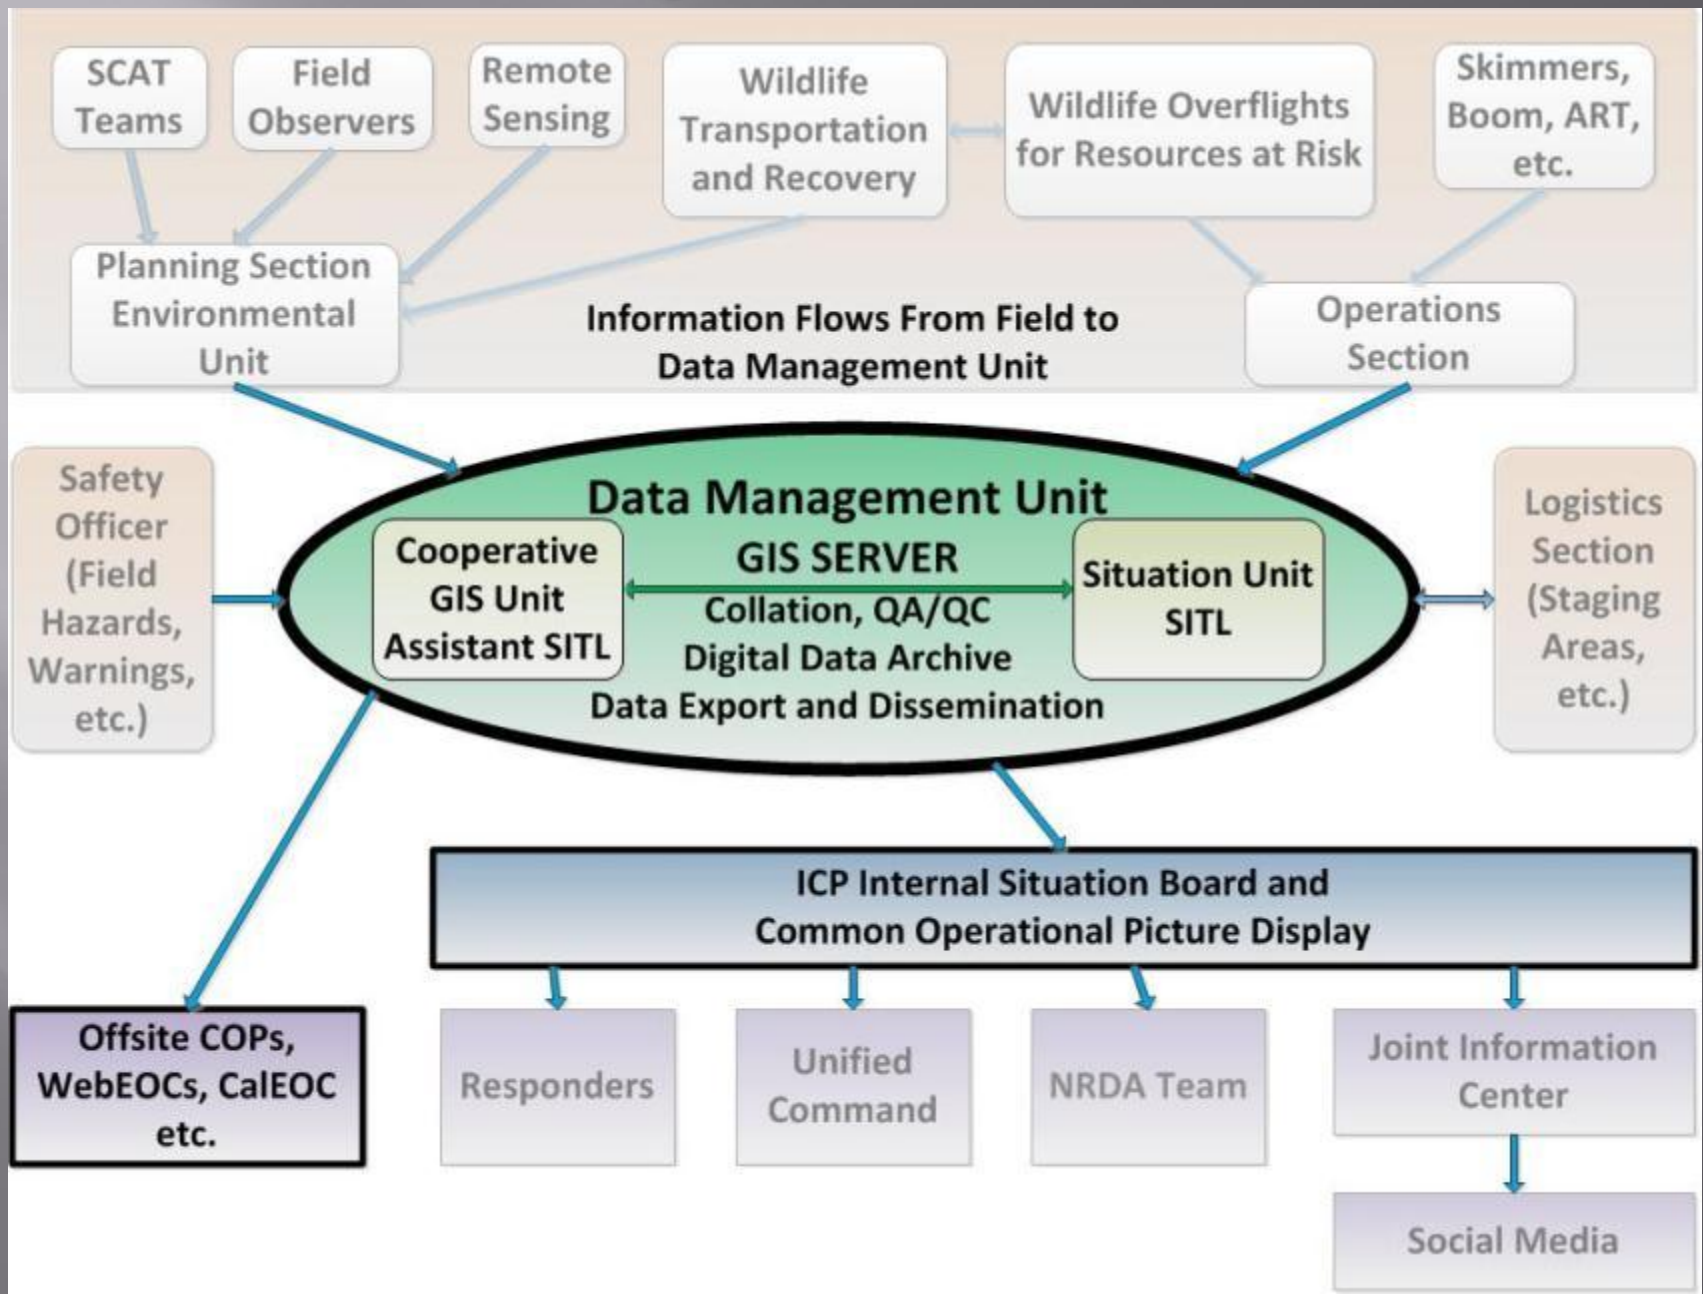 SCAT
Teams
Field
Observers
Remote
Sensing
Wildlife
Transportation
and Recovery
Wildlife Overflights
for Resources at Risk
Skimmers,
Boom, ART,
etc.
Planning Section
Environmental
Unit
Information Flows From Field to
Data Management Unit
Operations
Section
Safety
Officer
(Field
Hazards,
Warnings,
etc.)
Data Management Unit
GIS SERVER
Cooperative
GIS Unit
Assistant SITL
Collation, QA/QC
Digital Data Archive
Data Export and Dissemination
Situation Unit
SITL
Logistics
Section
(Staging
Areas,
etc.)
ICP Internal Situation Board and
Common Operational Picture Display
Offsite COPs,
WebEOCs, CalEOC
etc.
Responders
Unified
Command
NRDA Team
Joint Information
Center
Social Media